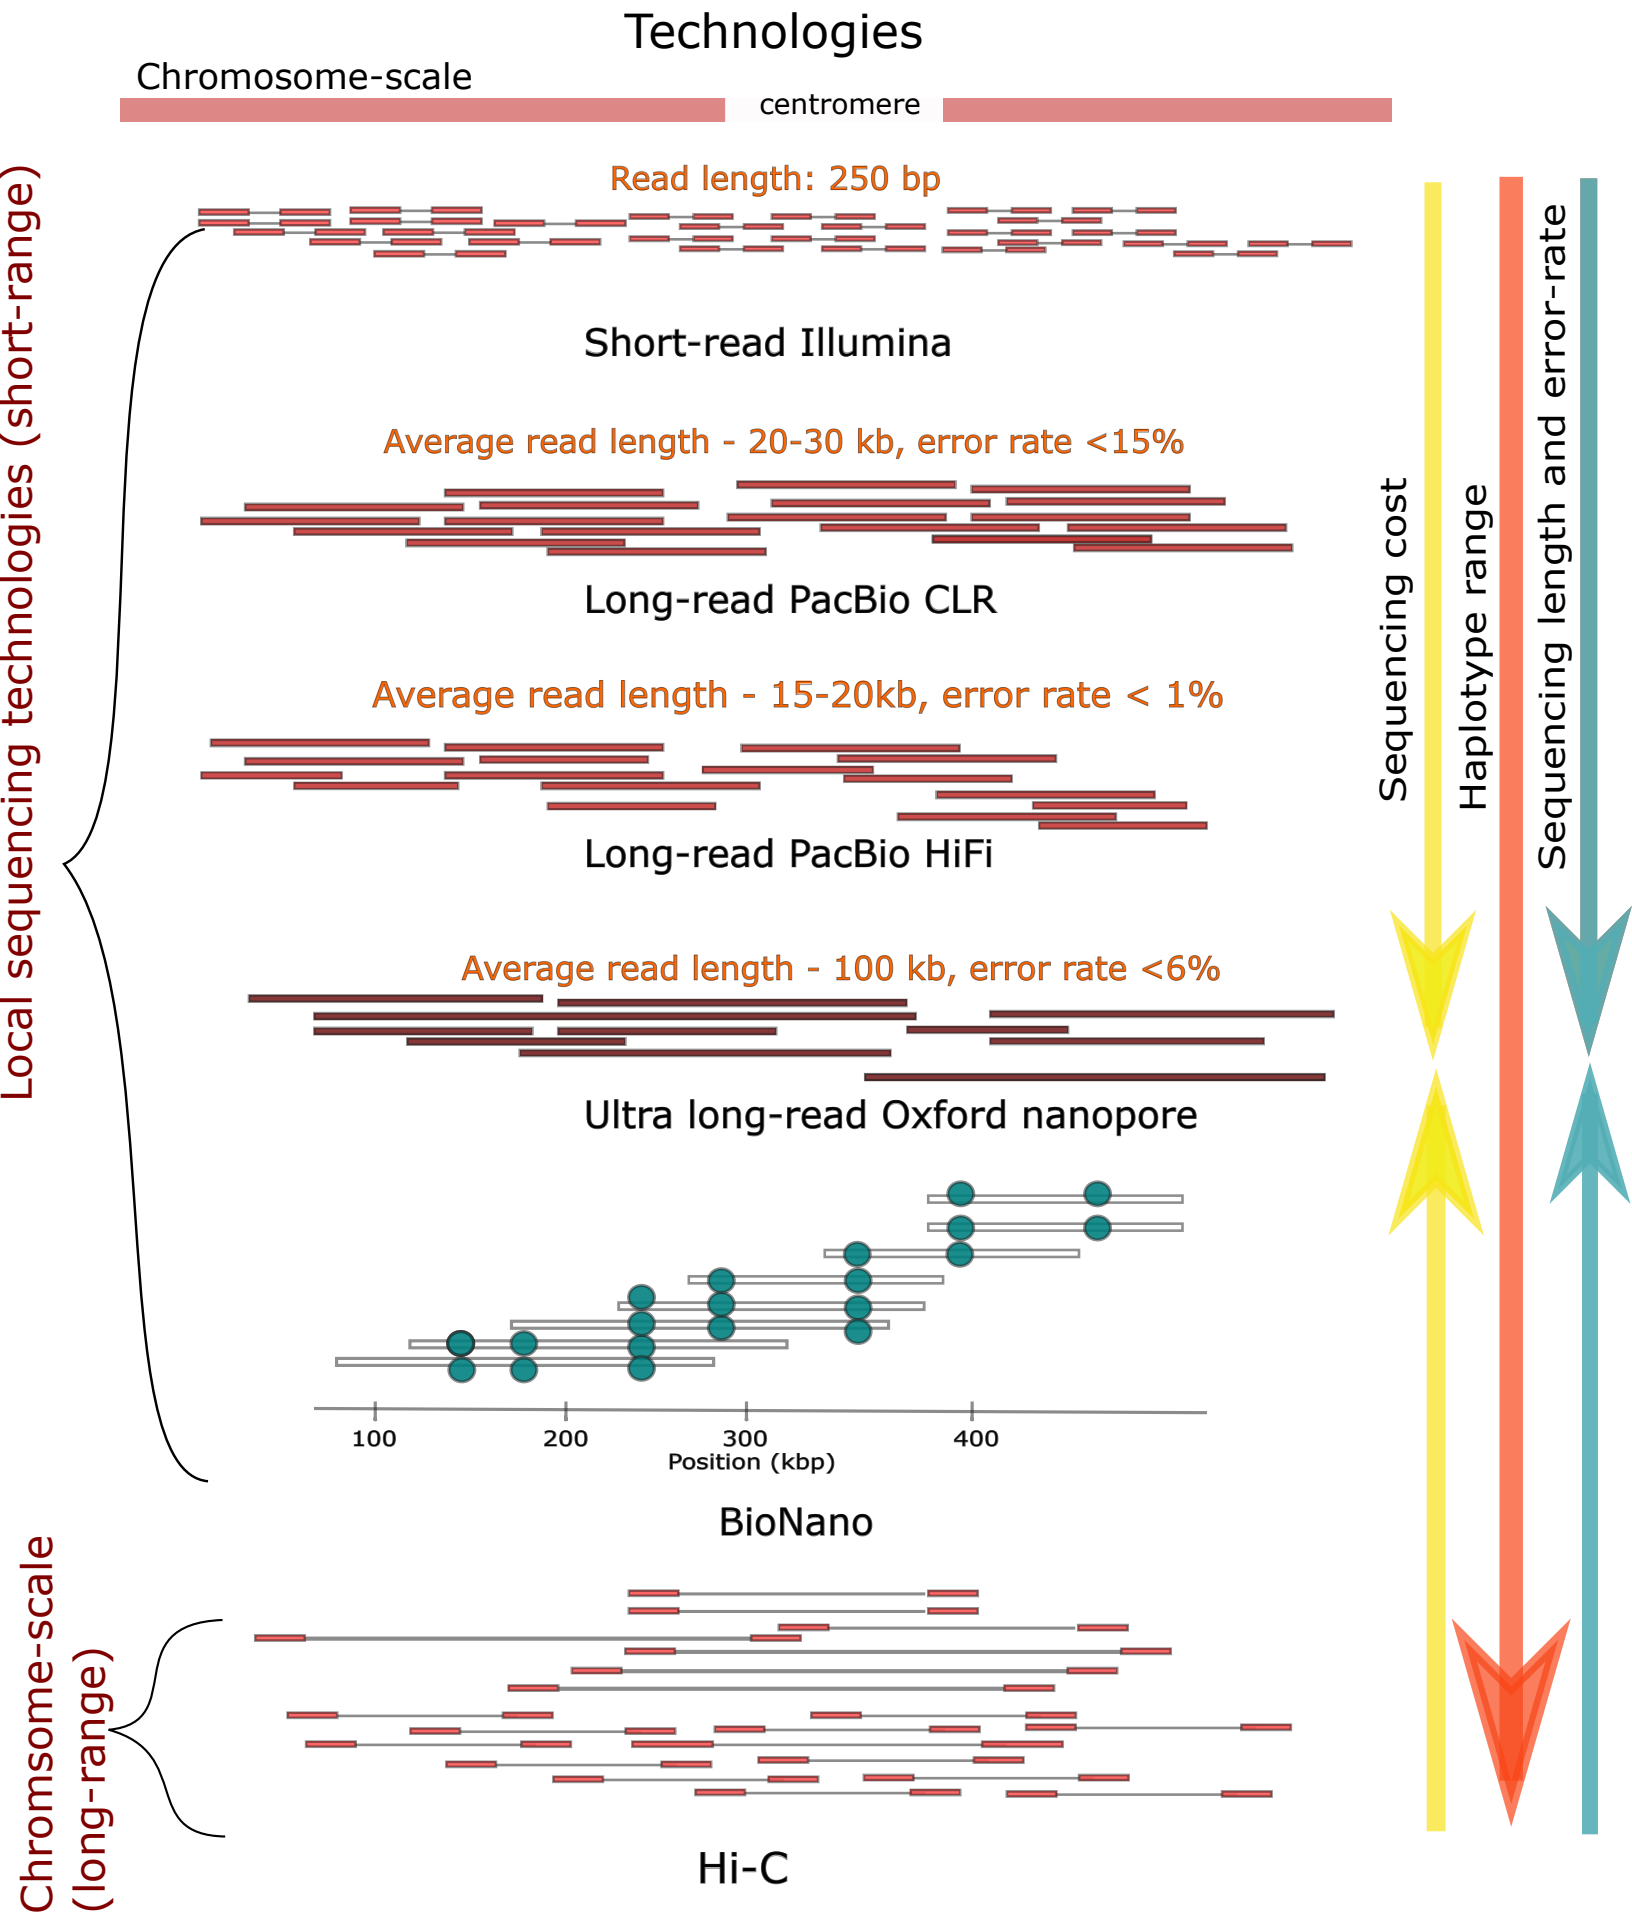 Technologies
Chromosome-scale
centromere
Local sequencing technologies (short-range)
Read length: 250 bp
Short-read Illumina
Average read length - 20-30 kb, error rate <15%
Long-read PacBio CLR
Average read length - 15-20kb, error rate < 1%
Long-read PacBio HiFi
Average read length - 100 kb, error rate <6%
Ultra long-read Oxford nanopore
100 200 300 400
Position (kbp)
BioNano
Chromsome-scale
(long-range)
Hi-C
Sequencing cost
Haplotype range
Sequencing length and error-rate